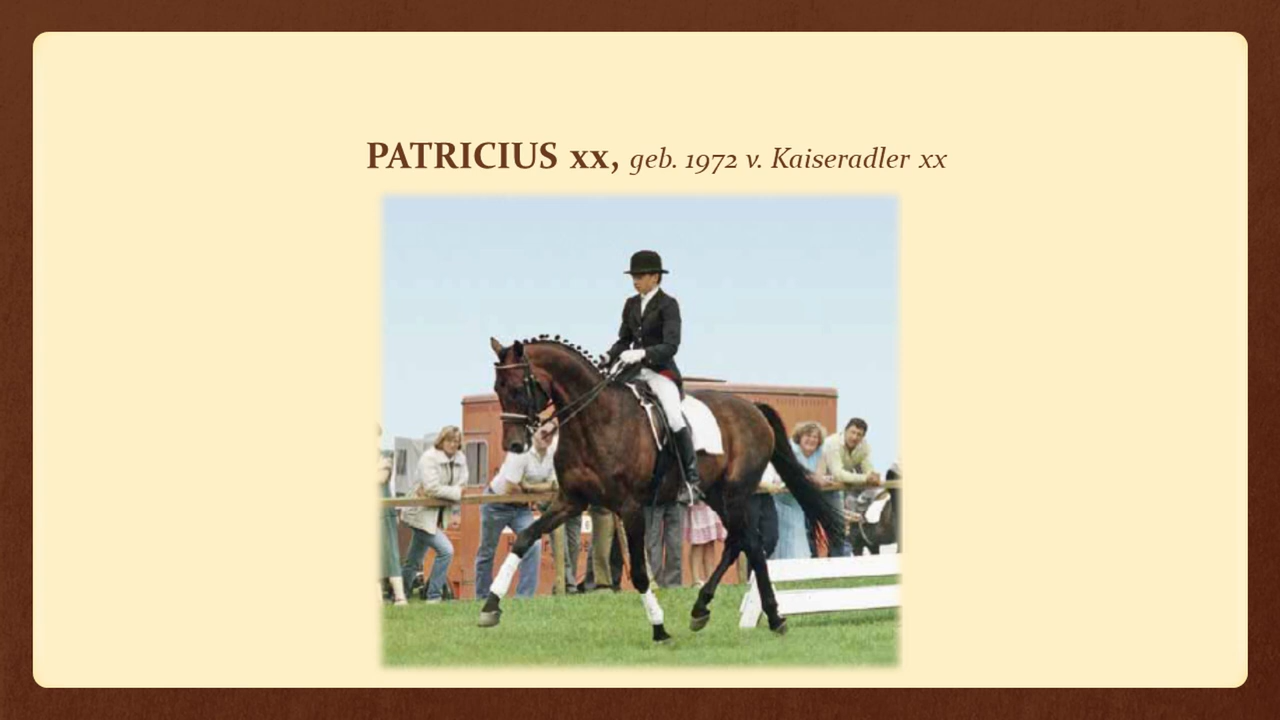 PATRICIUS xx, geb. 1972 v. Kaiseradler xx